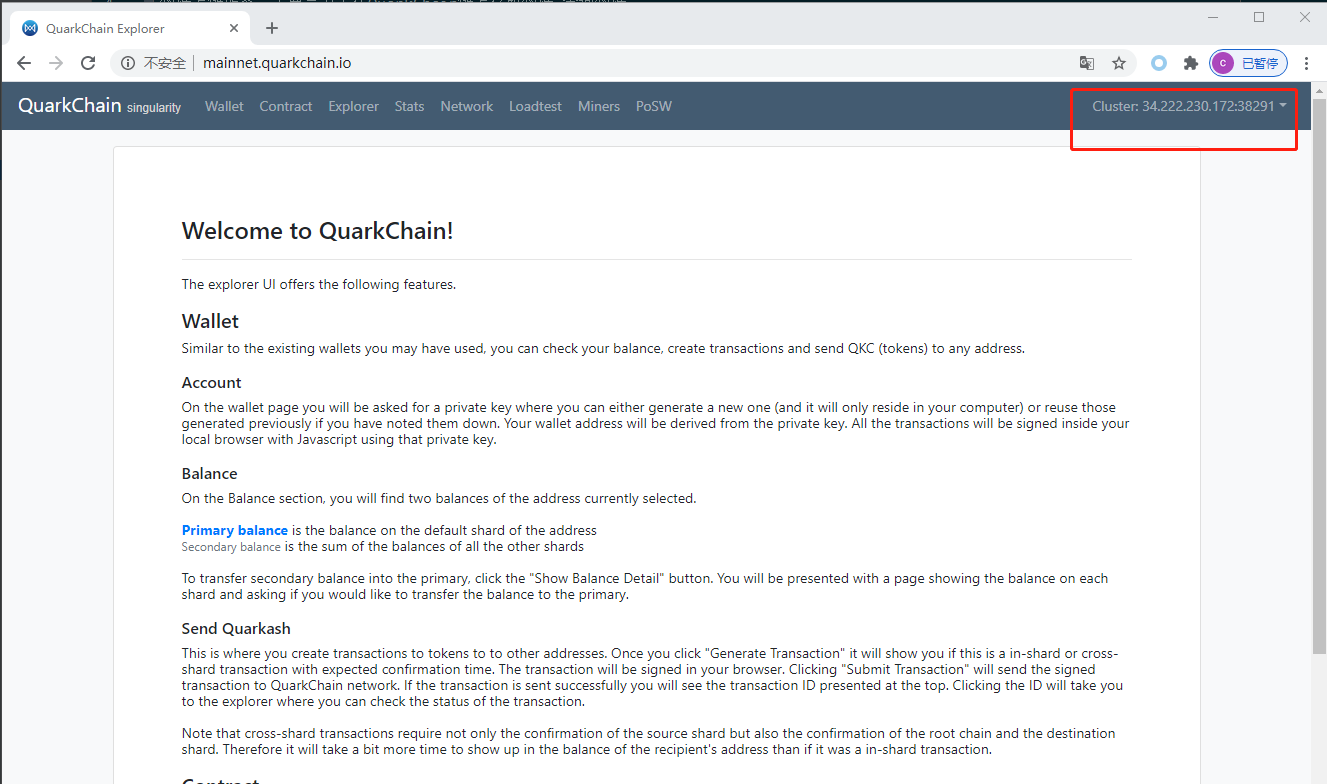 QuarkChain Explorer
不安全
mainnet.quarkchain.io
C
已暂停
QuarkChain singularity
Wallet
Contract
Explorer
Stats
Network
Loadtest
Miners
PoSW
Cluster: 34.222.230.172:38291
Welcome to QuarkChain!
The explorer UI offers the following features.
Wallet
Similar to the existing wallets you may have used, you can check your balance, create transactions and send QKC (tokens) to any address.
Account
On the wallet page you will be asked for a private key where you can either generate a new one (and it will only reside in your computer) or reuse those
generated previously if you have noted them down. Your wallet address will be derived from the private key. All the transactions will be signed inside your
local browser with Javascript using that private key.
Balance
On the Balance section, you will find two balances of the address currently selected.
Primary balance is the balance on the default shard of the address
Secondary balance is the sum of the balances of all the other shards
To transfer secondary balance into the primary, click the "Show Balance Detail" button. You will be presented with a page showing the balance on each
shard and asking if you would like to transfer the balance to the primary.
Send Quarkash
This is where you create transactions to tokens to to other addresses. Once you click "Generate Transaction" it will show you if this is a in-shard or cross-
shard transaction with expected confirmation time. The transaction will be signed in your browser. Clicking "Submit Transaction" will send the signed
transaction to QuarkChain network. If the transaction is sent successfully you will see the transaction ID presented at the top. Clicking the ID will take you
to the explorer where you can check the status of the transaction.
Note that cross-shard transactions require not only the confirmation of the source shard but also the confirmation of the root chain and the destination
shard. Therefore it will take a bit more time to show up in the balance of the recipient's address than if it was a in-shard transaction.
Contract